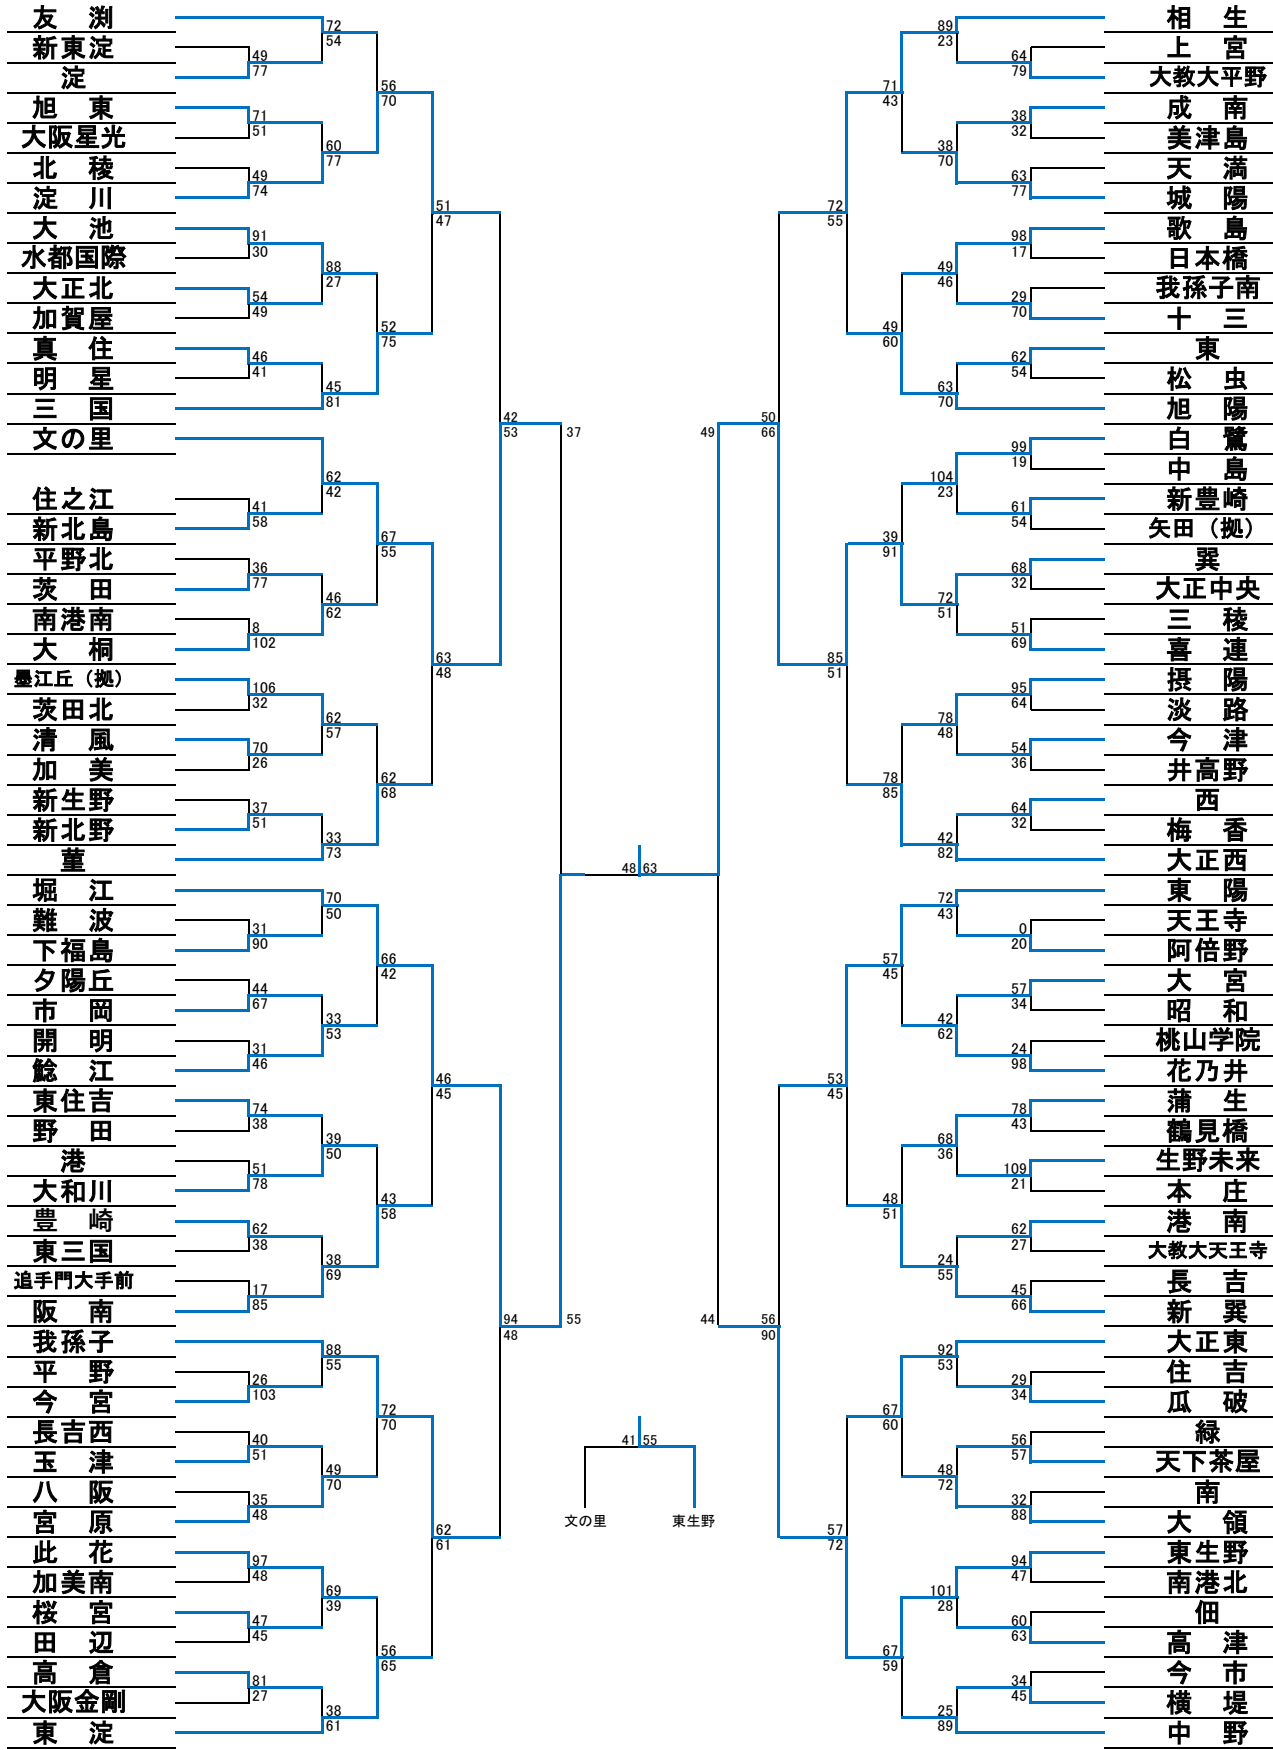 友　渕
新東淀
淀
旭　東
大阪星光
北　稜
淀　川
大　池
水都国際
大正北
加賀屋
真　住
明　星
三　国
文の里
住之江
新北島
平野北
茨　田
南港南
大　桐
墨江丘（拠）
茨田北
清　風
加　美
新生野
新北野
菫
堀　江
難　波
下福島
夕陽丘
市　岡
開　明
鯰　江
東住吉
野　田
港
大和川
豊　崎
東三国
追手門大手前
阪　南
我孫子
平　野
今　宮
長吉西
玉　津
八　阪
宮　原
此　花
加美南
桜　宮
田　辺
高　倉
大阪金剛
東　淀
49
77
71
51
49
74
91
30
54
49
46
41
41
58
36
77
8
102
106
32
70
26
37
51
31
90
44
67
31
46
74
38
51
78
62
38
17
85
26
103
40
51
35
48
97
48
47
45
81
27
72
54
60
77
88
27
45
81
62
42
46
62
62
57
33
73
70
50
33
53
39
50
38
69
88
55
49
70
69
39
38
61
56
70
52
75
67
55
62
68
66
42
43
58
72
70
56
65
51
47
63
48
46
45
62
61
42
53
94
48
37
55
48 63
41 55
文の里
東生野
49
44
50
66
56
90
72
55
85
51
53
45
57
72
71
43
49
60
39
91
78
85
57
45
48
51
67
60
67
59
89
23
38
70
49
46
63
70
104
23
72
51
78
48
42
82
72
43
42
62
68
36
24
55
92
53
48
72
101
28
25
89
64
79
38
32
63
77
98
17
29
70
62
54
99
19
61
54
68
32
51
69
95
64
54
36
64
32
0
20
57
34
24
98
78
43
109
21
62
27
45
66
29
34
56
57
32
88
94
47
60
63
34
45
相　生
上　宮
大教大平野
成　南
美津島
天　満
城　陽
歌　島
日本橋
我孫子南
十　三
東
松　虫
旭　陽
白　鷺
中　島
新豊崎
矢田（拠）
巽
大正中央
三　稜
喜　連
摂　陽
淡　路
今　津
井高野
西
梅　香
大正西
東　陽
天王寺
阿倍野
大　宮
昭　和
桃山学院
花乃井
蒲　生
鶴見橋
生野未来
本　庄
港　南
大教大天王寺
長　吉
新　巽
大正東
住　吉
瓜　破
緑
天下茶屋
南
大　領
東生野
南港北
佃
高　津
今　市
横　堤
中　野